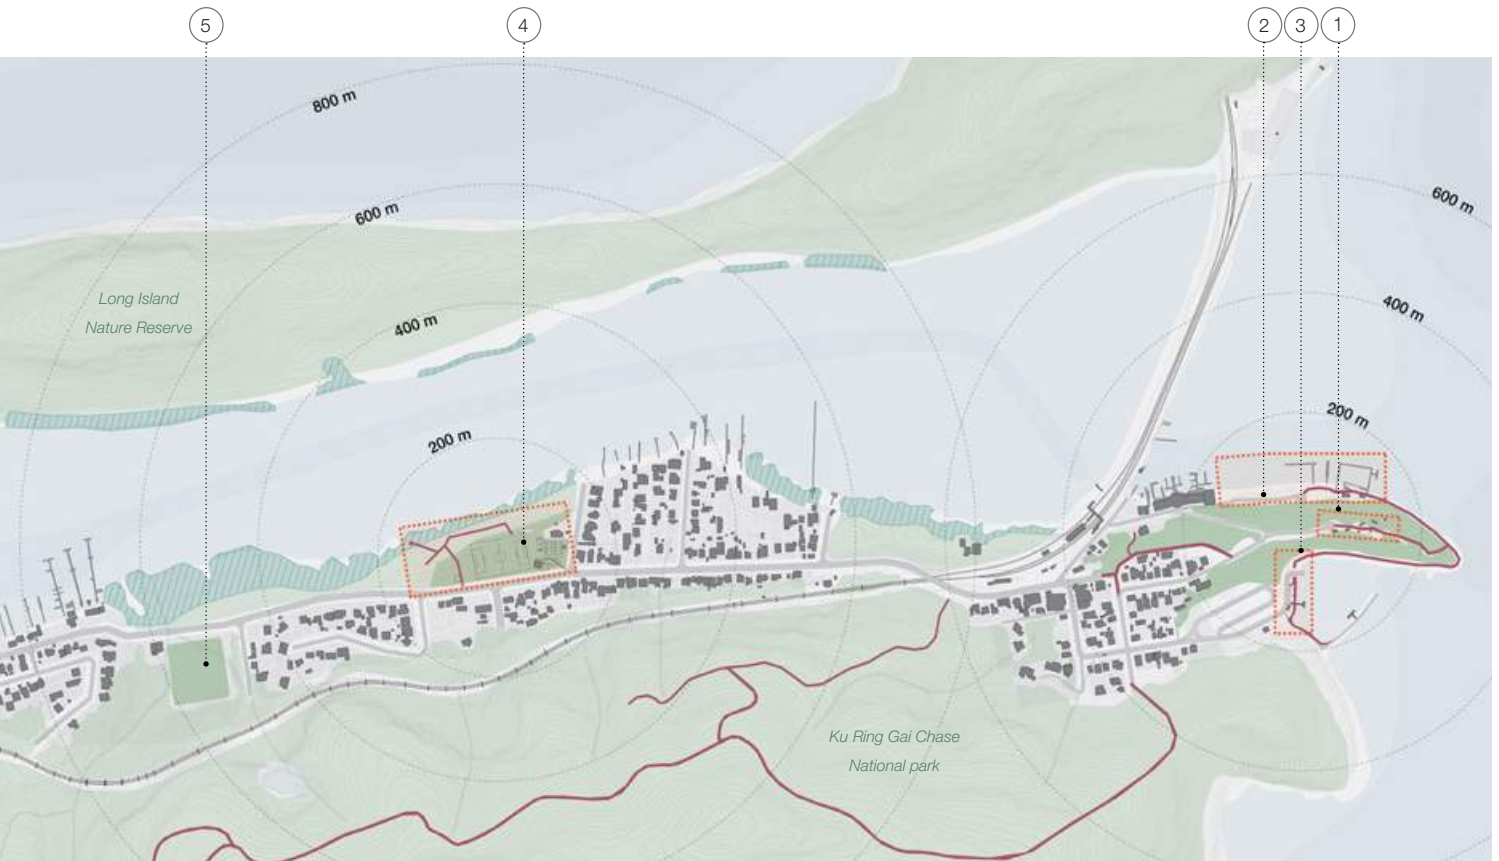 5
4
2
3
1
800 m
600 m
600 m
Long Island
Nature Reserve
400 m
400 m
200 m
200 m
Ku Ring Gai Chase
National park